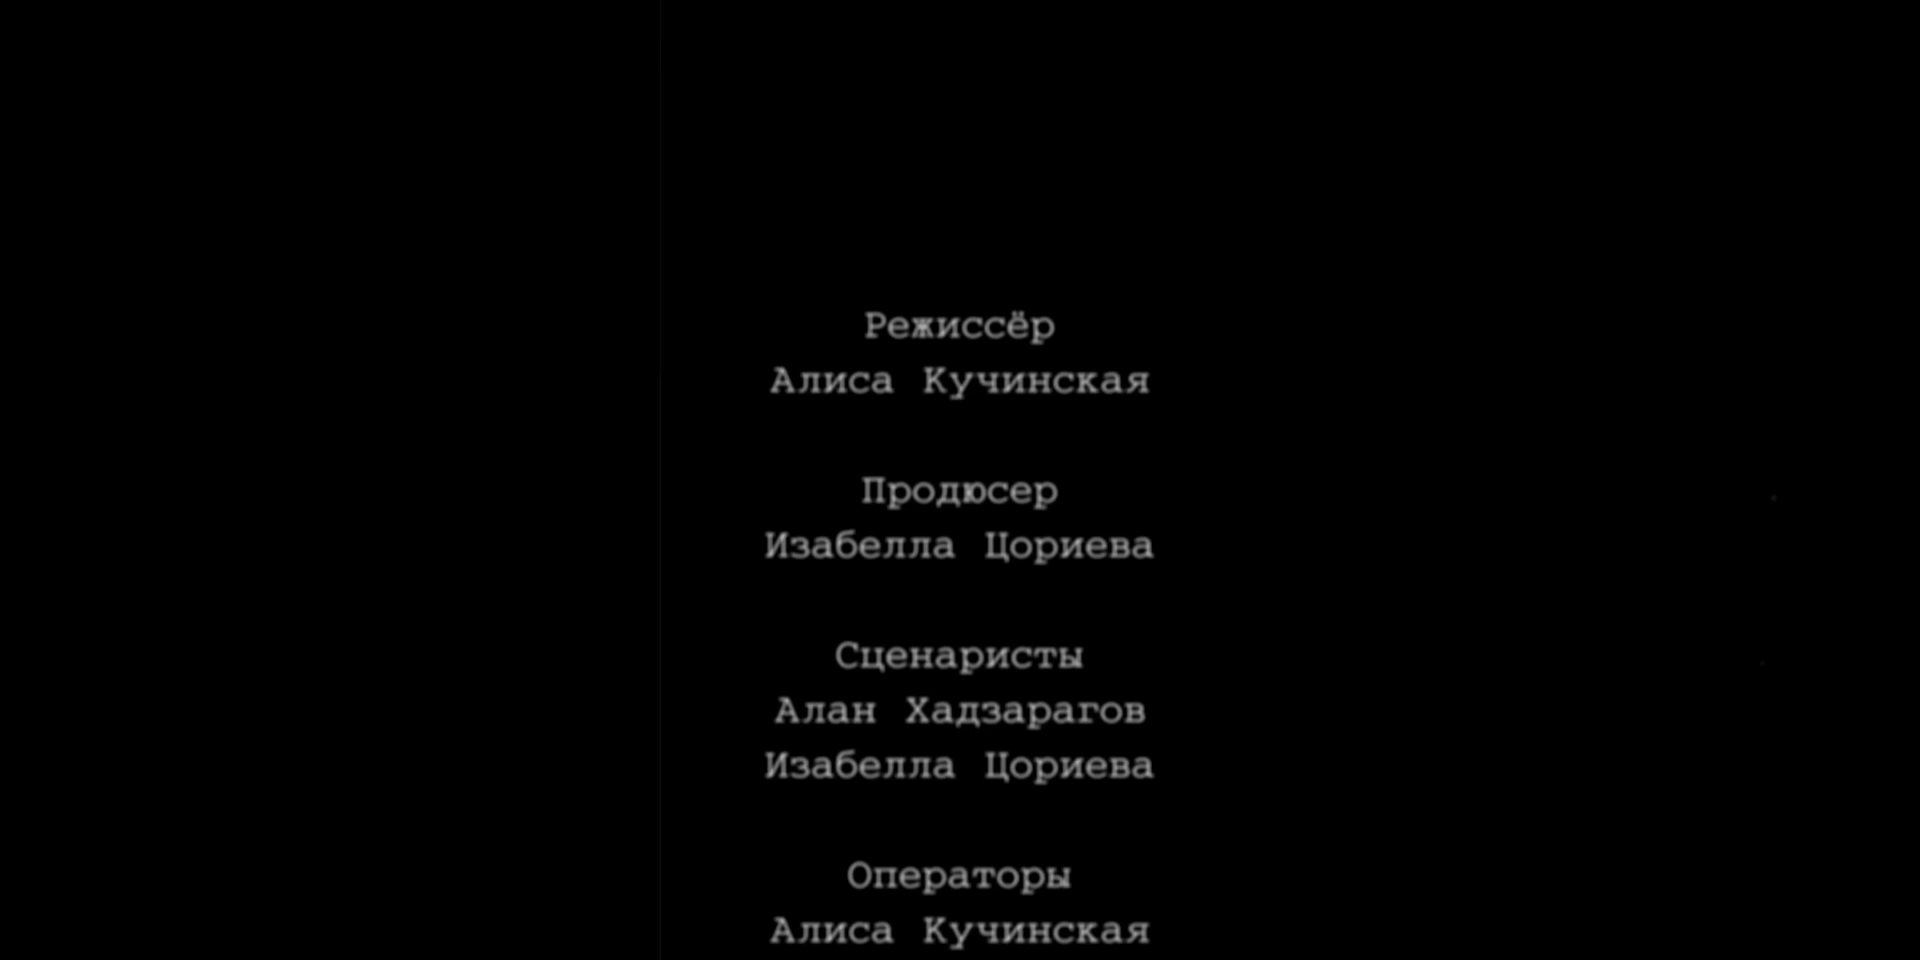 Режиссёр
Алиса Кучинская
Продюсер
Изабелла Цориева
Сценаристы
Алан Хадзарагов
Изабелла Цориева
Операторы
Алиса Кучинская